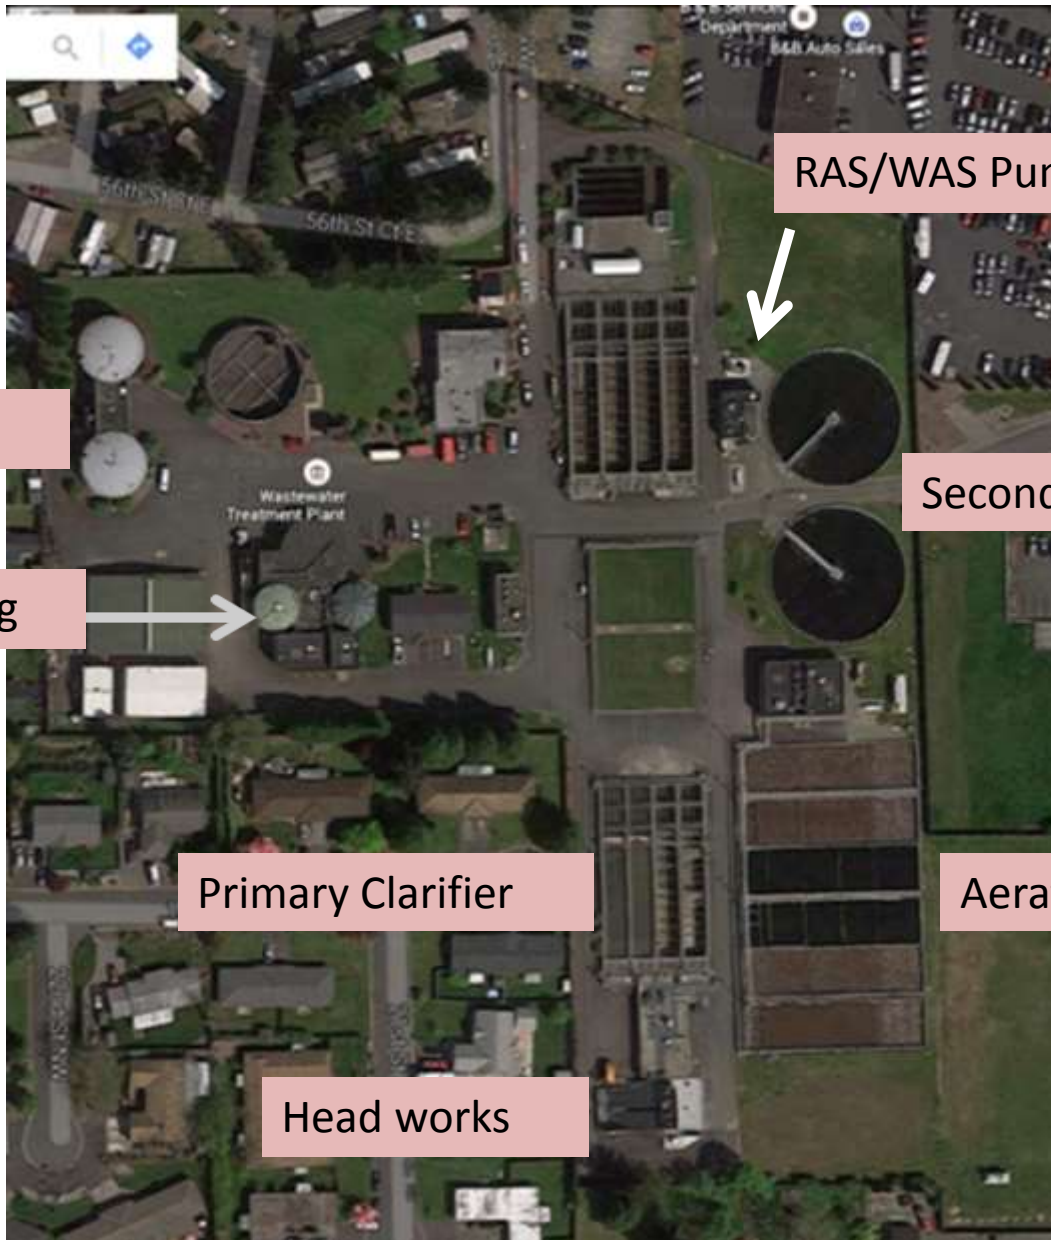 Department
B&B Auto Sales
RAS/WAS Pur
56th St Ct E
56th St Ct E
Wastewater
Treatment Plant
Second
g
Primary Clarifier
Aera
Head works